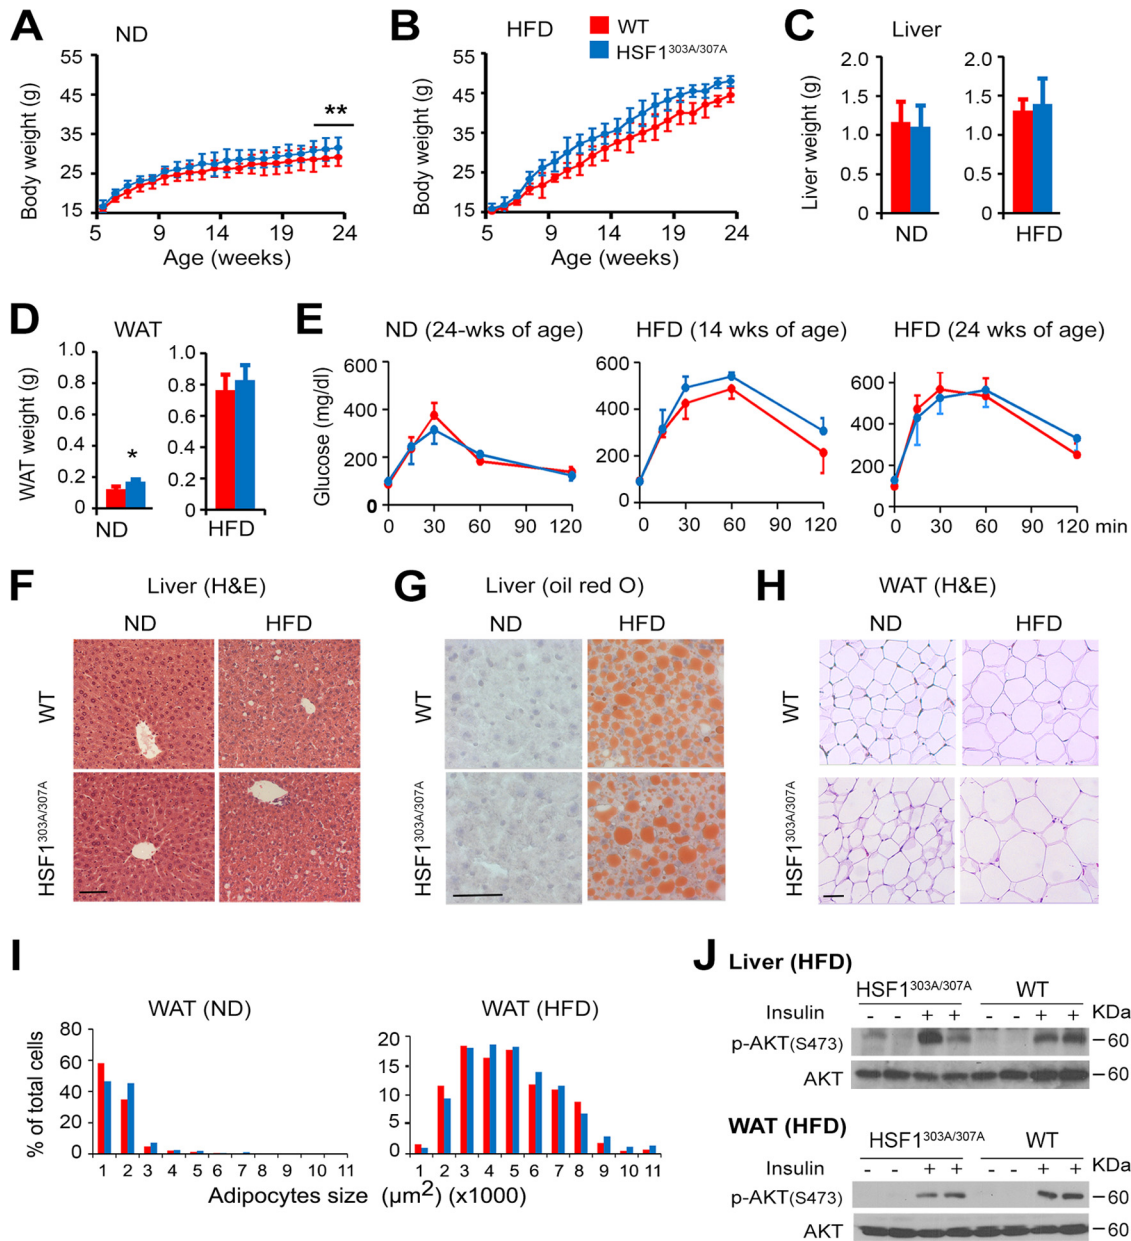 A
ND
Body weight (g)
55
45
35
25
15
**
5 9 14 19 24
Age (weeks)
B
HFD
WT
HSF1303A/307A
Body weight (g)
55
45
35
25
15
5 9 14 19 24
Age (weeks)
C
Liver
Liver weight (g)
2.0
1.5
1.0
0.5
0
ND
2.0
1.5
1.0
0.5
0
HFD
D
WAT
WAT weight (g)
1.0
0.8
0.6
0.4
0.2
0
*
ND
1.0
0.8
0.6
0.4
0.2
0
HFD
E
ND (24-wks of age)
Glucose (mg/dl)
600
400
200
0
0 30 60 90 120
HFD (14 wks of age)
600
400
200
0
0 30 60 90 120
HFD (24 wks of age)
600
400
200
0
0 30 60 90 120 min
F
Liver (H&E)
ND HFD
WT
HSF1303A/307A
G
Liver (oil red O)
ND HFD
H
WAT (H&E)
ND HFD
WT
HSF1303A/307A
I
WAT (ND)
% of total cells
80
60
40
20
0
1 2 3 4 5 6 7 8 9 10 11
WAT (HFD)
20
15
10
5
0
1 2 3 4 5 6 7 8 9 10 11
Adipocytes size (µm2) (x1000)
J
Liver (HFD)
HSF1303A/307A WT
Insulin - - + + - - + + KDa
p-AKT(S473) –60
AKT –60
WAT (HFD)
HSF1303A/307A WT
Insulin - - + + - - + + KDa
p-AKT(S473) –60
AKT –60